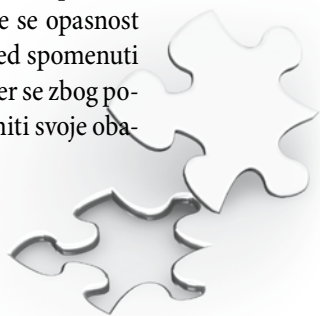 e se opasnost
ed spomenuti
er se zbog po-
niti svoje oba-